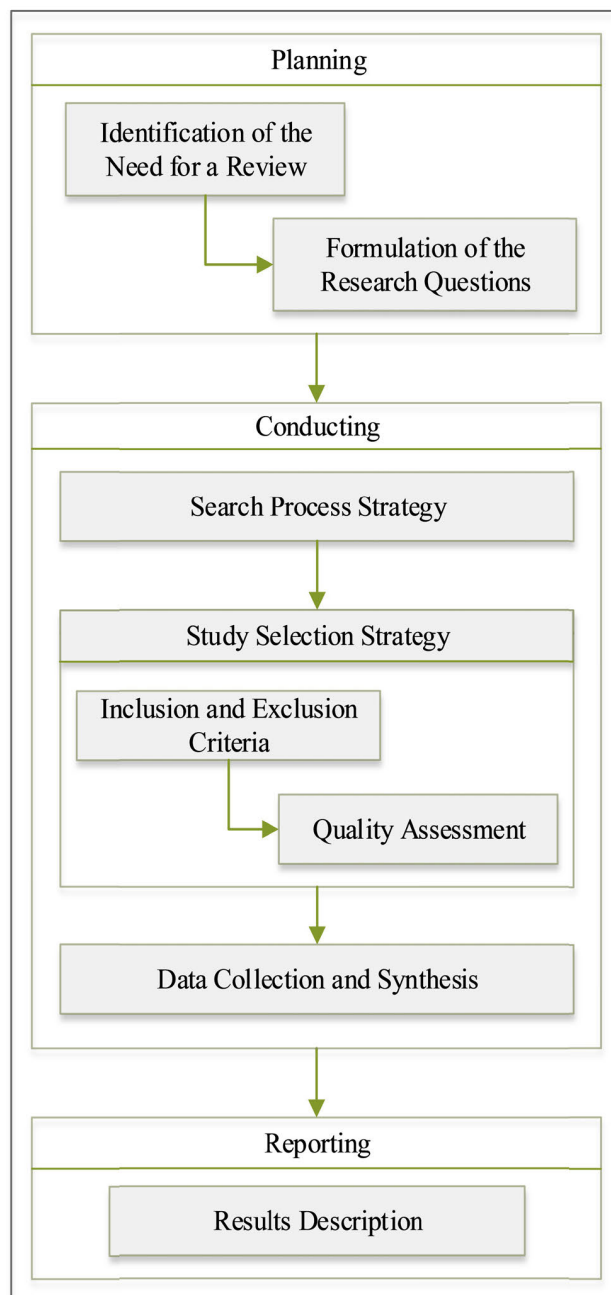 Planning
Identification of the
Need for a Review
Formulation of the
Research Questions
Conducting
Search Process Strategy
Study Selection Strategy
Inclusion and Exclusion
Criteria
Quality Assessment
Data Collection and Synthesis
Reporting
Results Description